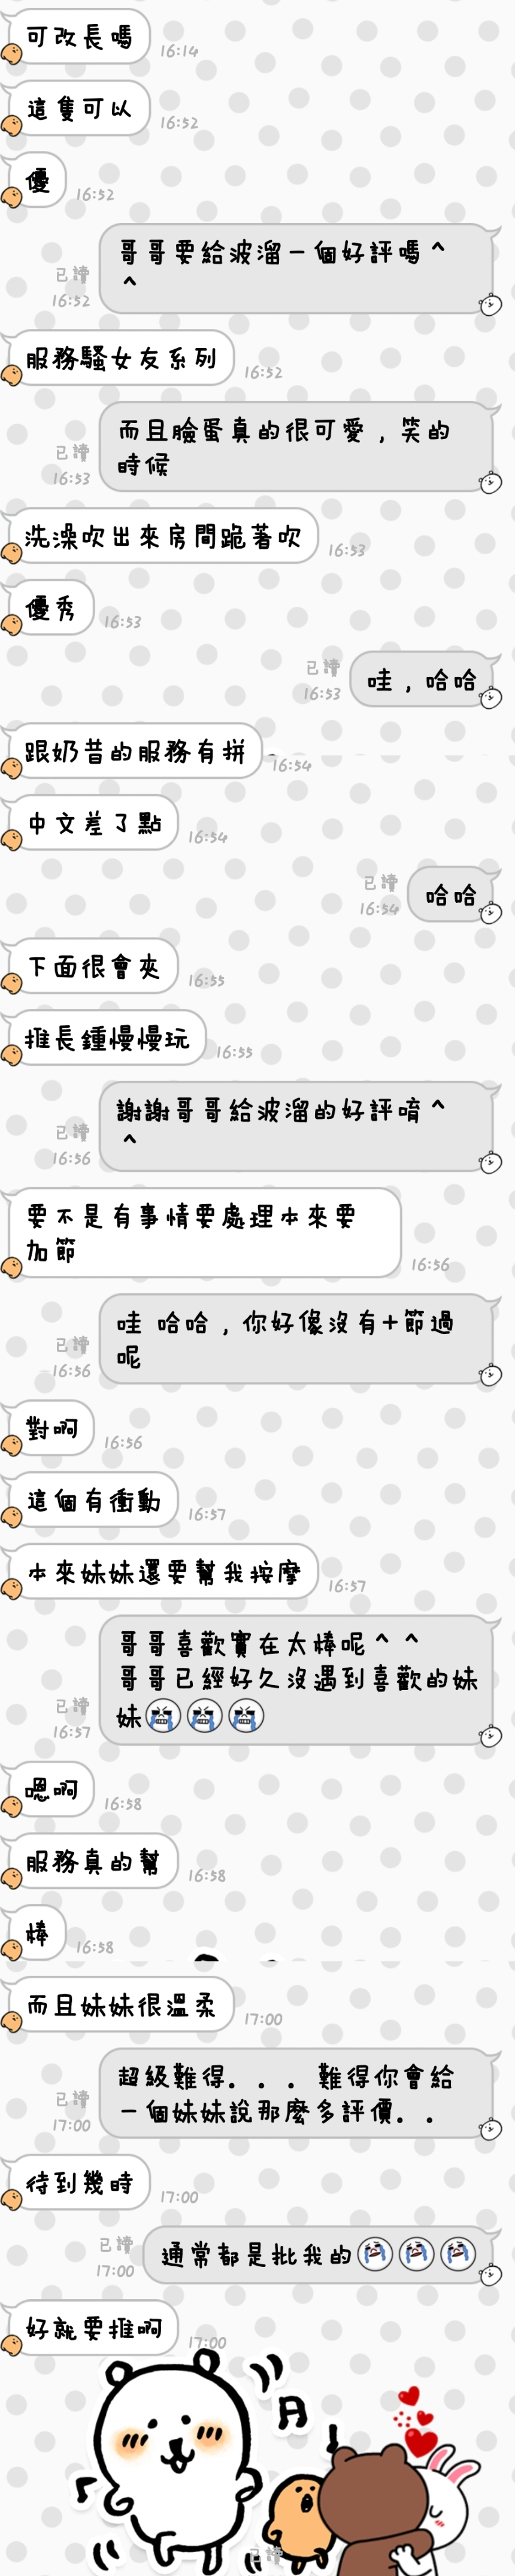 可改長嗎
16:14
這隻可以
16:52
優
16:52
哥哥要給波溜一個好評嗎^
^
已讀
16:52
服務騷女友系列
16:52
而且臉蛋真的很可愛，笑的
時候
已讀
16:53
洗澡吹出來房間跪著吹
16:53
優秀
16:53
哇，哈哈
已讀
16:53
跟奶昔的服務有拼
16:54
中文差了點
16:54
哈哈
已讀
16:54
下面很會夾
16:55
推長鍾慢慢玩
16:55
謝謝哥哥給波溜的好評唷^
^
已讀
16:56
要不是有事情要處理本來要
加節
16:56
哇 哈哈，你好像沒有+節過
呢
已讀
16:56
對啊
16:56
這個有衝動
16:57
本來妹妹還要幫我按摩
16:57
哥哥喜歡實在太棒呢^ ^
哥哥已經好久沒遇到喜歡的妹
妹
已讀
16:57
嗯啊
16:58
服務真的幫
16:58
棒
16:58
而且妹妹很溫柔
17:00
超級難得. . . 難得你會給
一個妹妹說那麼多評價. .
已讀
17:00
待到幾時
17:00
通常都是批我的
已讀
17:00
好就要推啊
17:00
已讀